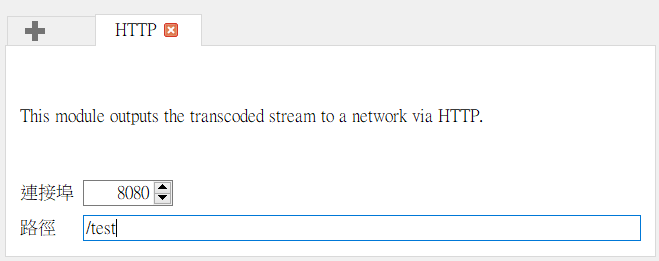 HTTP
This module outputs the transcoded stream to a network via HTTP.
連接埠 8080
路徑 /test